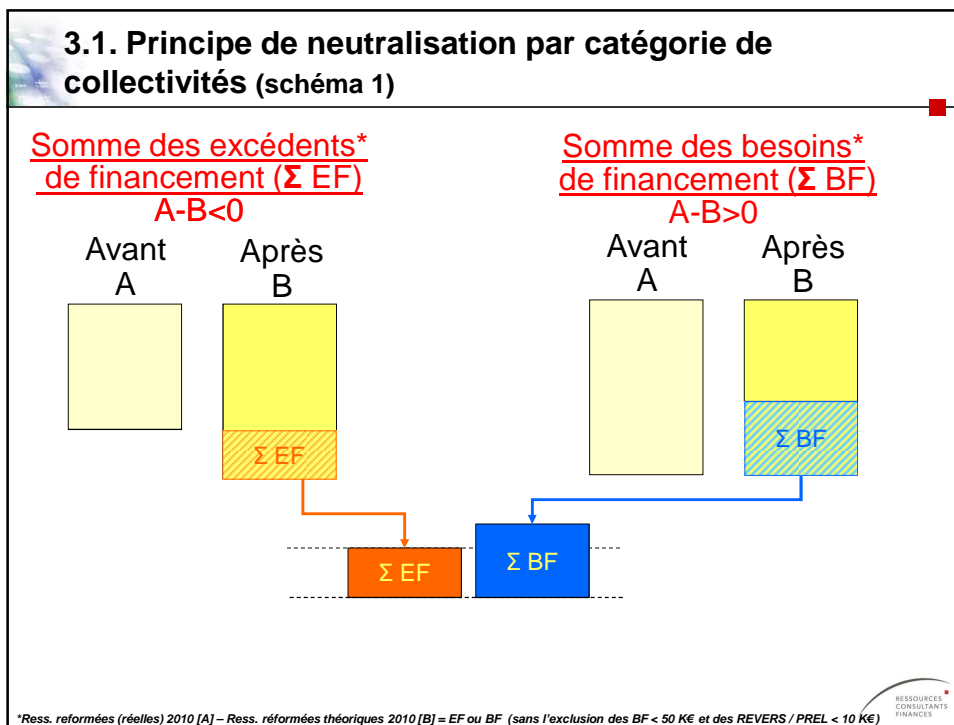 3.1. Principe de neutralisation par catégorie de
collectivités (schéma 1)
Somme des excédents*
de financement (Σ EF)
A-B<0
Avant
A
Après
B
Σ EF
Somme des besoins*
de financement (Σ BF)
A-B>0
Avant
A
Après
B
Σ BF
Σ EF
Σ BF
RESSOURCES
CONSULTANTS
FINANCES
*Ress. reformées (réelles) 2010 [A] – Ress. réformées théoriques 2010 [B] = EF ou BF (sans l'exclusion des BF < 50 K€ et des REVERS / PREL < 10 K€)